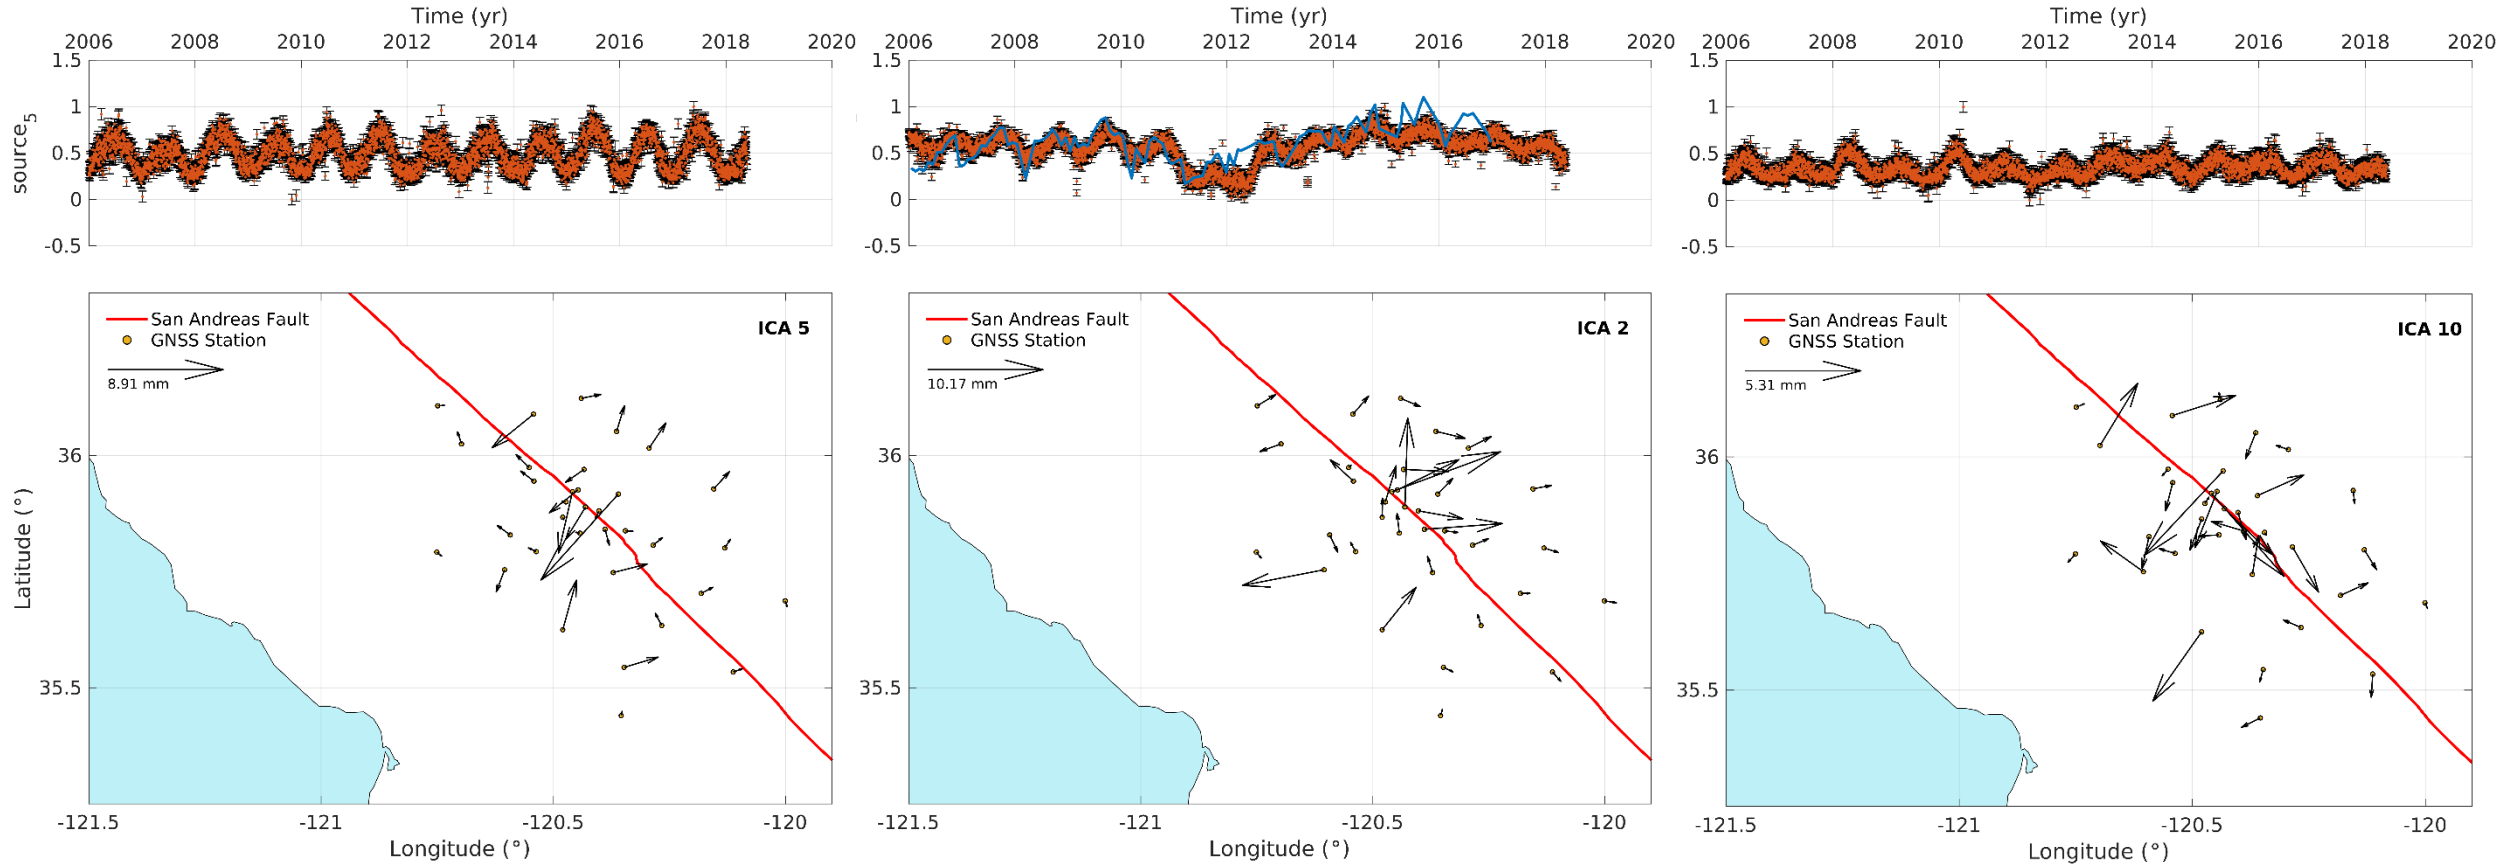 Time (yr)
2006 2008 2010 2012 2014 2016 2018 2020
1.5
1
0.5
0
-0.5
source5
San Andreas Fault
GNSS Station
8.91 mm
ICA 5
36
35.5
Latitude (°)
-121.5 -121 -120.5 -120
Longitude (°)
Time (yr)
2006 2008 2010 2012 2014 2016 2018 2020
1.5
1
0.5
0
-0.5
San Andreas Fault
GNSS Station
10.17 mm
ICA 2
36
35.5
-121.5 -121 -120.5 -120
Longitude (°)
Time (yr)
2006 2008 2010 2012 2014 2016 2018 2020
1.5
1
0.5
0
-0.5
San Andreas Fault
GNSS Station
5.31 mm
ICA 10
36
35.5
-121.5 -121 -120.5 -120
Longitude (°)